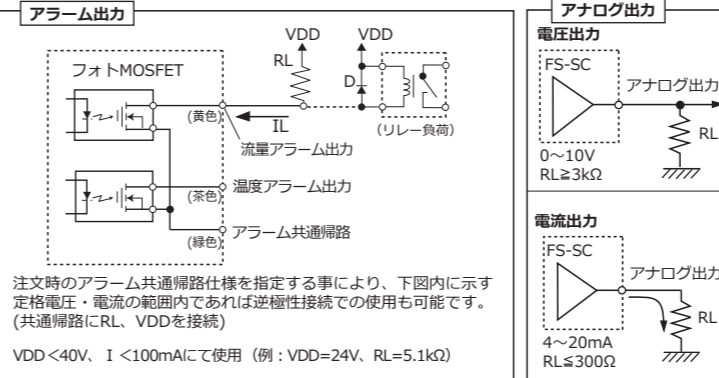 アラーム出力
VDD
VDD
RL
フォトMOSFET
D
(黄色)
IL
(リレー負荷)
流量アラーム出力
(茶色)
温度アラーム出力
(緑色)
アラーム共通帰路
注文時のアラーム共通帰路仕様を指定する事により、下図内に示す
定格電圧・電流の範囲内であれば逆極性接続での使用も可能です。
(共通帰路にRL、VDDを接続)
VDD<40V、I<100mAにて使用(例:VDD=24V、RL=5.1kΩ)
アナログ出力
電圧出力
FS-SC
アナログ出力
RL
0～10V
RL≧3kΩ
電流出力
FS-SC
アナログ出力
RL
4～20mA
RL≦300Ω